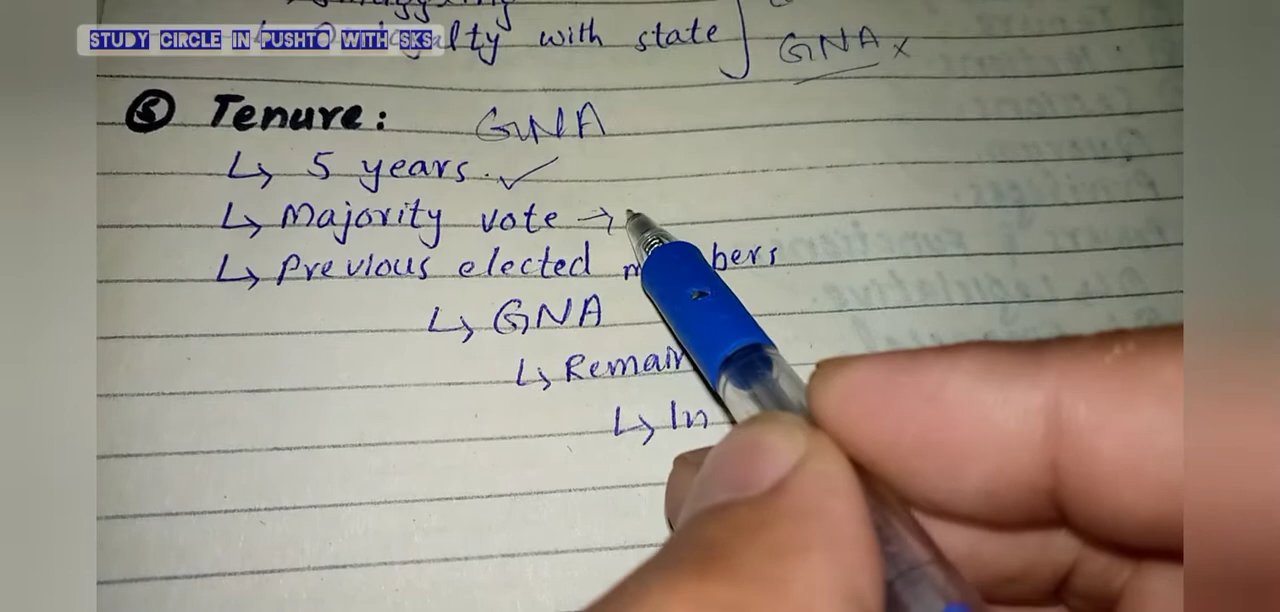 STUDY CIRCLE IN PUSHTO WITH SKS
with state
GNA x
⑤ Tenure: GNA
↳ 5 years. ✓
↳ Majority vote →
↳ Previous elected
↳ GNA
↳ Remain
↳ In